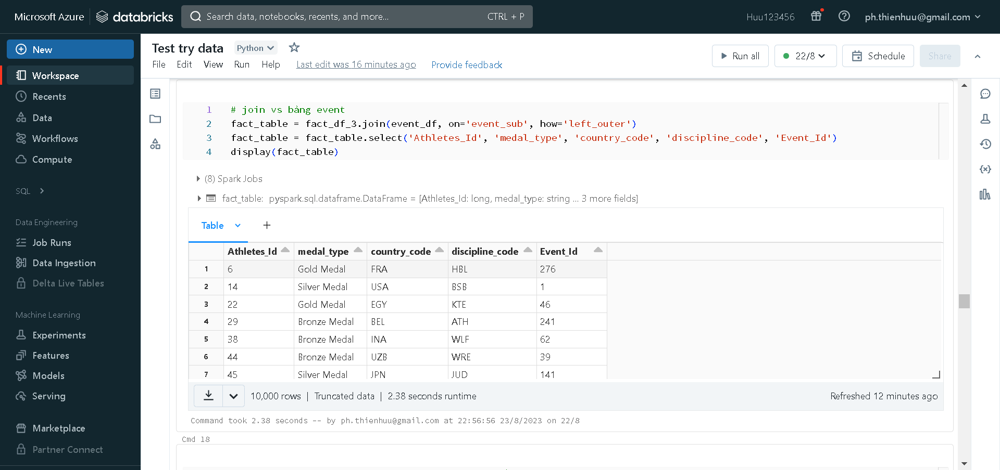 Microsoft Azure databricks Search data, notebooks, recents, and more... CTRL + P Huu123456 ph.thienhuu@gmail.com
New
Workspace
Recents
Data
Workflows
Compute
SQL
Data Engineering
Job Runs
Data Ingestion
Delta Live Tables
Machine Learning
Experiments
Features
Models
Serving
Marketplace
Partner Connect
Test try data Python
File Edit View Run Help Last edit was 16 minutes ago Provide feedback
Run all 22/8 Schedule Share
1 # join vs bảng event
2 fact_table = fact_df_3.join(event_df, on='event_sub', how='left_outer')
3 fact_table = fact_table.select('Athletes_Id', 'medal_type', 'country_code', 'discipline_code', 'Event_Id')
4 display(fact_table)
(8) Spark Jobs
fact_table: pyspark.sql.dataframe.DataFrame = [Athletes_Id: long, medal_type: string ... 3 more fields]
Table +
Athletes_Id medal_type country_code discipline_code Event_Id
1 6 Gold Medal FRA HBL 276
2 14 Silver Medal USA BSB 1
3 22 Gold Medal EGY KTE 46
4 29 Bronze Medal BEL ATH 241
5 38 Bronze Medal INA WLF 62
6 44 Bronze Medal UZB WRE 39
7 45 Silver Medal JPN JUD 141
10,000 rows | Truncated data | 2.38 seconds runtime Refreshed 12 minutes ago
Command took 2.38 seconds -- by ph.thienhuu@gmail.com at 22:56:56 23/8/2023 on 22/8
Cmd 18